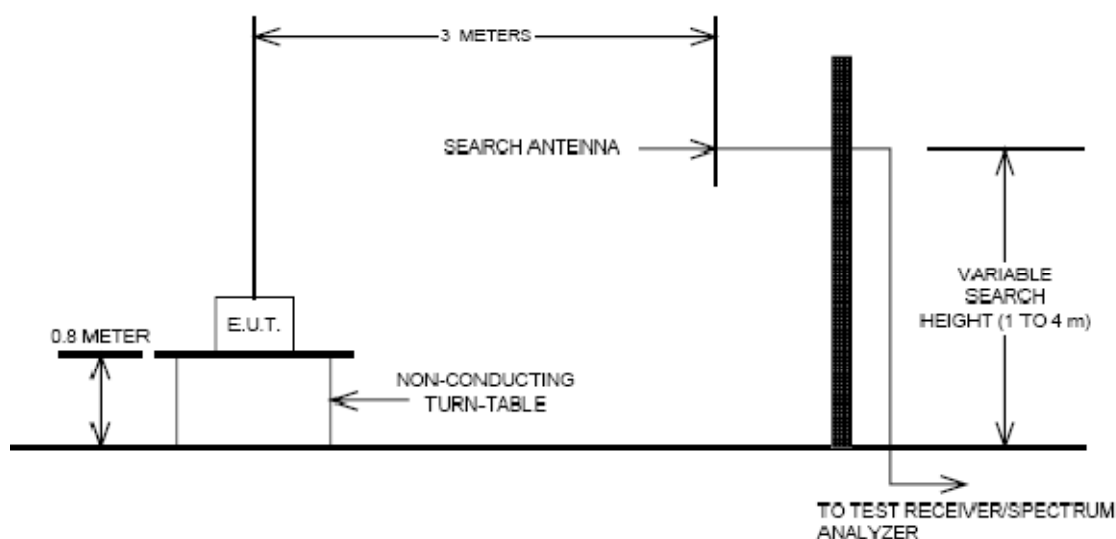 3 METERS
SEARCH ANTEINNA
VARIABLE
SEARCH
HEIGHT (1 TO 4 m)
E.U.T.
0.8 METER
NON-CONDUCTING
TURN-TABLE
TO TEST RECEIVER/SPECTRUM
ANALYZER